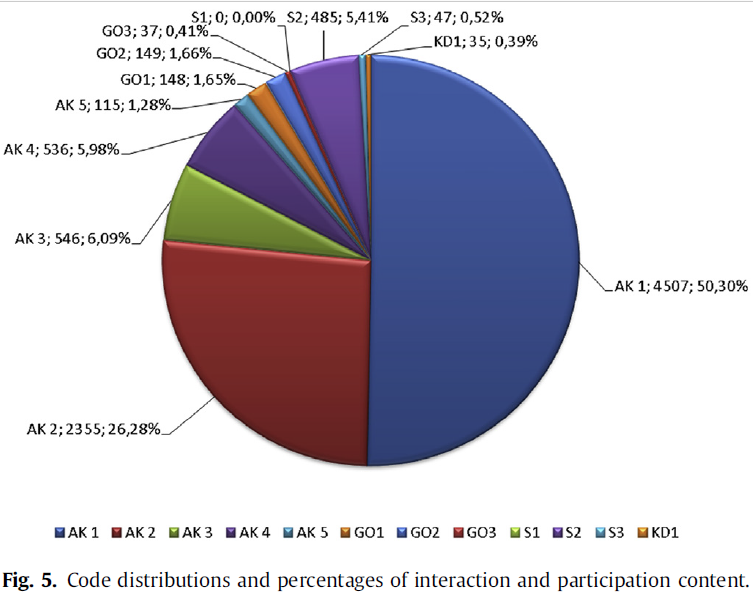 S1; 0; 0,00%
S2; 485; 5,41%
S3; 47; 0,52%
GO3; 37; 0,41%
KD1; 35; 0,39%
GO2; 149; 1,66%
GO1; 148; 1,65%
AK 5; 115; 1,28%
AK 4; 536; 5,98%
AK 3; 546; 6,09%
AK 1; 4507; 50,30%
AK 2; 2355; 26,28%
AK 1 AK 2 AK 3 AK 4 AK 5 GO1 GO2 GO3 S1 S2 S3 KD1
Fig. 5. Code distributions and percentages of interaction and participation content.